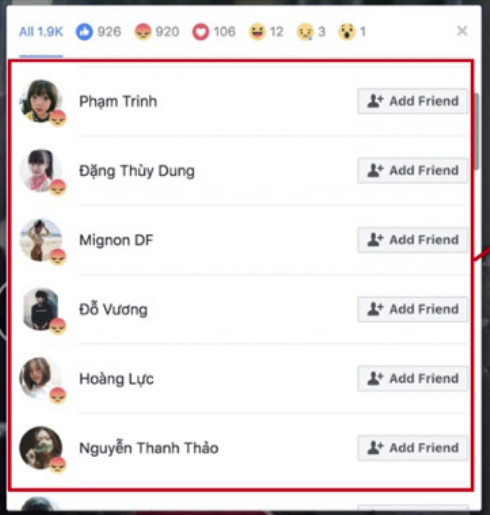 All 1.9K 926 920 106 12 3 1
Phạm Trinh Add Friend
Đặng Thùy Dung Add Friend
Mignon DF Add Friend
Đỗ Vương Add Friend
Hoàng Lực Add Friend
Nguyễn Thanh Thảo Add Friend